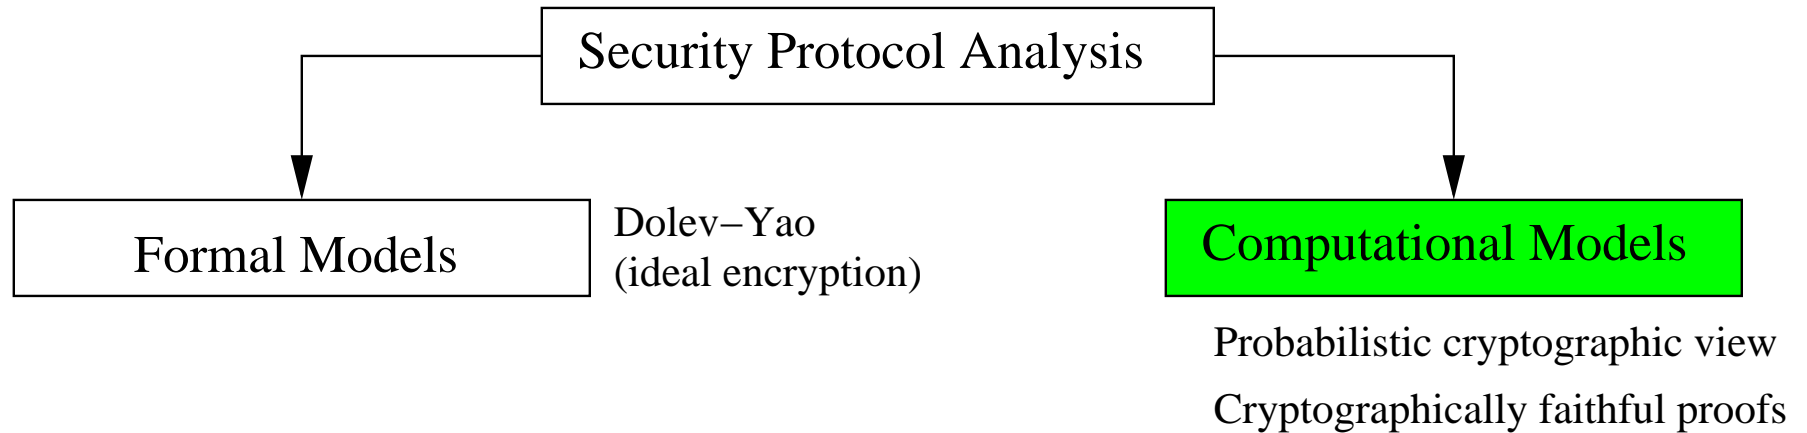 Security Protocol Analysis
Formal Models
Dolev−Yao
(ideal encryption)
Computational Models
Probabilistic cryptographic view
Cryptographically faithful proofs